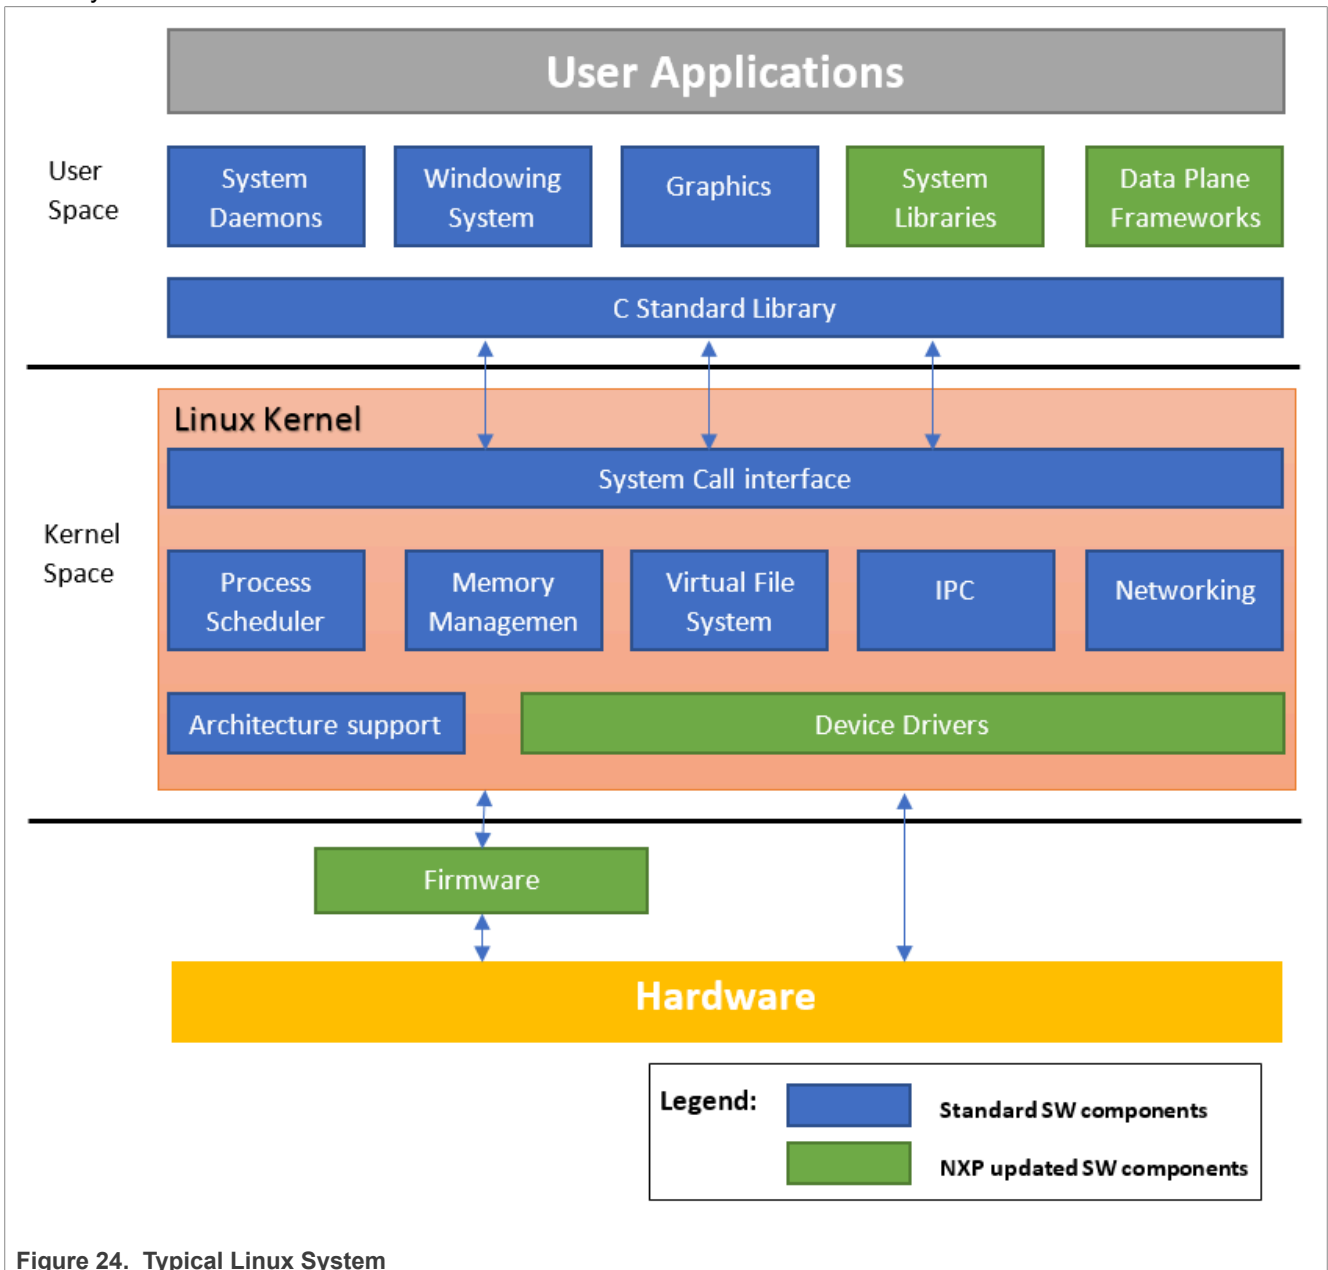 User Applications
User
Space
System
Daemons
Windowing
System
Graphics
System
Libraries
Data Plane
Frameworks
C Standard Library
Linux Kernel
System Call interface
Kernel
Space
Process
Scheduler
Memory
Managemen
Virtual File
System
IPC
Networking
Architecture support
Device Drivers
Firmware
Hardware
Legend:
Standard SW components
NXP updated SW components
Figure 24. Typical Linux System